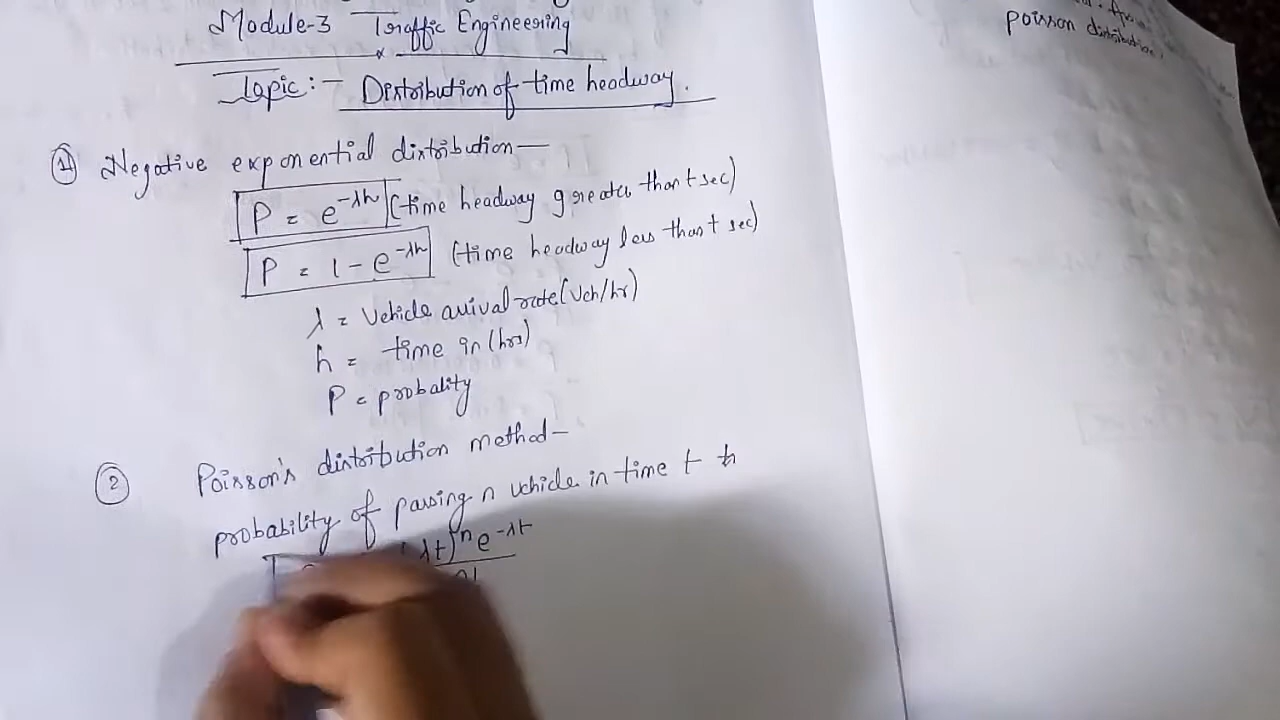 Module-3 Traffic Engineering
Topic:- Distribution of time headway.
① Negative exponential distribution—
P = e^-λh (time headway greater than t sec)
P = 1 - e^-λh (time headway less than t sec)
λ = Vehicle arrival rate (Veh/hr)
h = time in (hrs)
P = probality
② Poisson's distribution method—
probability of passing n vehicle in time t
(λt)^n e^-λt
poisson distribution.